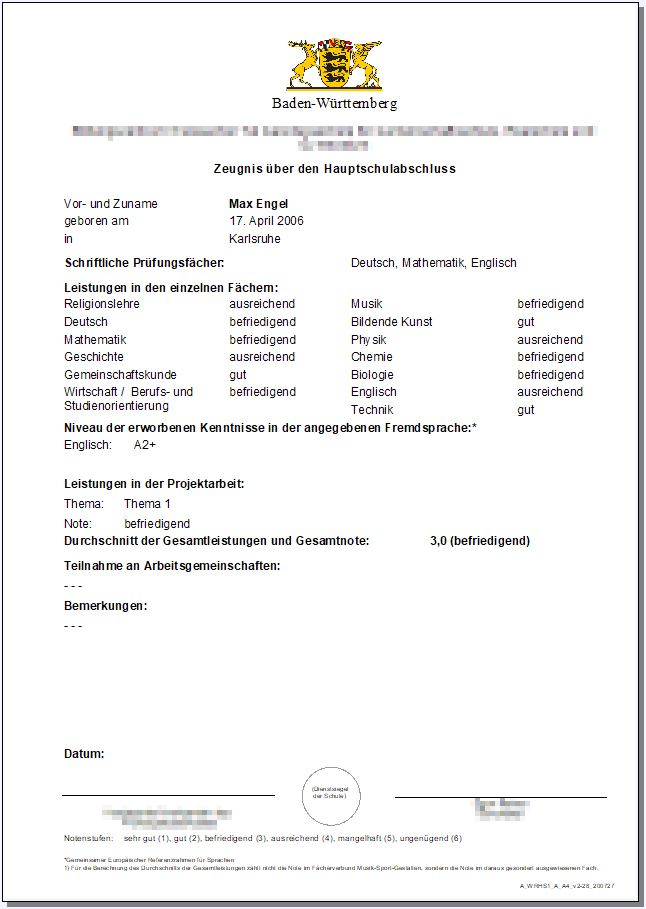 Baden-Württemberg
Zeugnis über den Hauptschulabschluss
Vor- und Zuname Max Engel
geboren am 17. April 2006
in Karlsruhe
Schriftliche Prüfungsfächer: Deutsch, Mathematik, Englisch
Leistungen in den einzelnen Fächern:
Religionslehre ausreichend Musik befriedigend
Deutsch befriedigend Bildende Kunst gut
Mathematik befriedigend Physik ausreichend
Geschichte ausreichend Chemie befriedigend
Gemeinschaftskunde gut Biologie befriedigend
Wirtschaft / Berufs- und befriedigend Englisch ausreichend
Studienorientierung Technik gut
Niveau der erworbenen Kenntnisse in der angegebenen Fremdsprache:*
Englisch: A2+
Leistungen in der Projektarbeit:
Thema: Thema 1
Note: befriedigend
Durchschnitt der Gesamtleistungen und Gesamtnote: 3,0 (befriedigend)
Teilnahme an Arbeitsgemeinschaften:
- - -
Bemerkungen:
- - -
Datum:
(Dienstsiegel
der Schule)
Notenstufen: sehr gut (1), gut (2), befriedigend (3), ausreichend (4), mangelhaft (5), ungenügend (6)
*Gemeinsamer Europäischer Referenzrahmen für Sprachen
1) Für die Berechnung des Durchschnitts der Gesamtleistungen zählt nicht die Note im Fächerverbund Musik-Sport-Gestalten, sondern die Note im daraus gesondert ausgewiesenen Fach.
A_WRHS1_A_A4_v2-28_200727